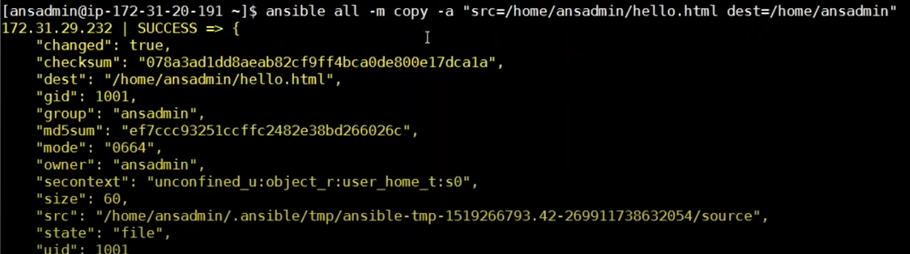 [ansadmin@ip-172-31-20-191 ~]$ ansible all -m copy -a "src=/home/ansadmin/hello.html dest=/home/ansadmin"
172.31.29.232 | SUCCESS => {
    "changed": true,
    "checksum": "078a3ad1dd8aeab82cf9ff4bca0de800e17dca1a",
    "dest": "/home/ansadmin/hello.html",
    "gid": 1001,
    "group": "ansadmin",
    "md5sum": "ef7ccc93251ccffc2482e38bd266026c",
    "mode": "0664",
    "owner": "ansadmin",
    "secontext": "unconfined_u:object_r:user_home_t:s0",
    "size": 60,
    "src": "/home/ansadmin/.ansible/tmp/ansible-tmp-1519266793.42-269911738632054/source",
    "state": "file",
    "uid": 1001